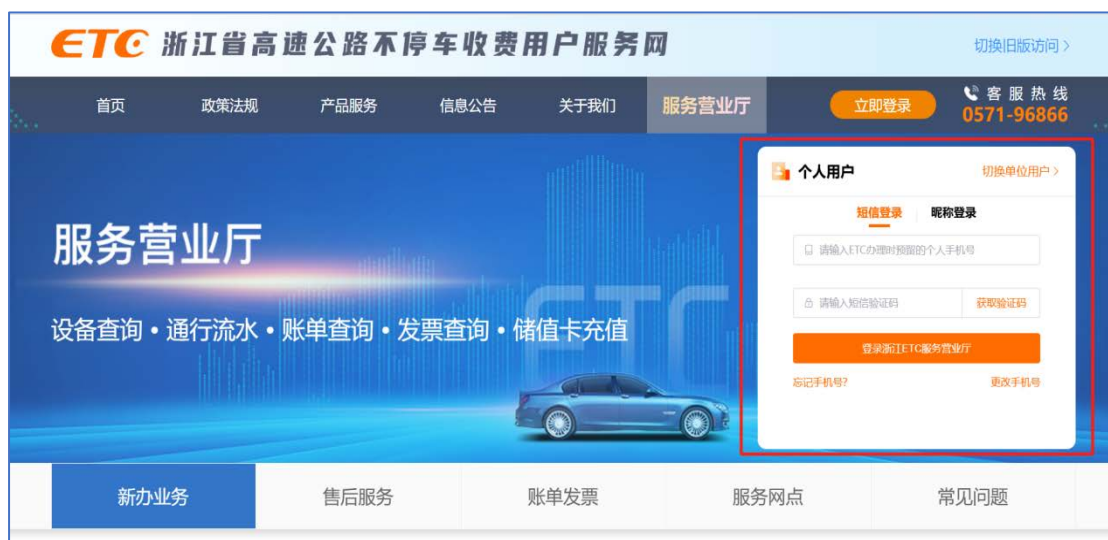 ETC 浙江省高速公路不停车收费用户服务网
切换旧版访问 >
首页 政策法规 产品服务 信息公告 关于我们 服务营业厅 立即登录 客服热线
0571-96866
个人用户 切换单位用户 >
短信登录 昵称登录
请输入ETC办理时预留的个人手机号
服务营业厅
请输入短信验证码 获取验证码
设备查询•通行流水•账单查询•发票查询•储值卡充值
登录浙江ETC服务营业厅
忘记手机号? 更改手机号
ETC
新办业务 售后服务 账单发票 服务网点 常见问题